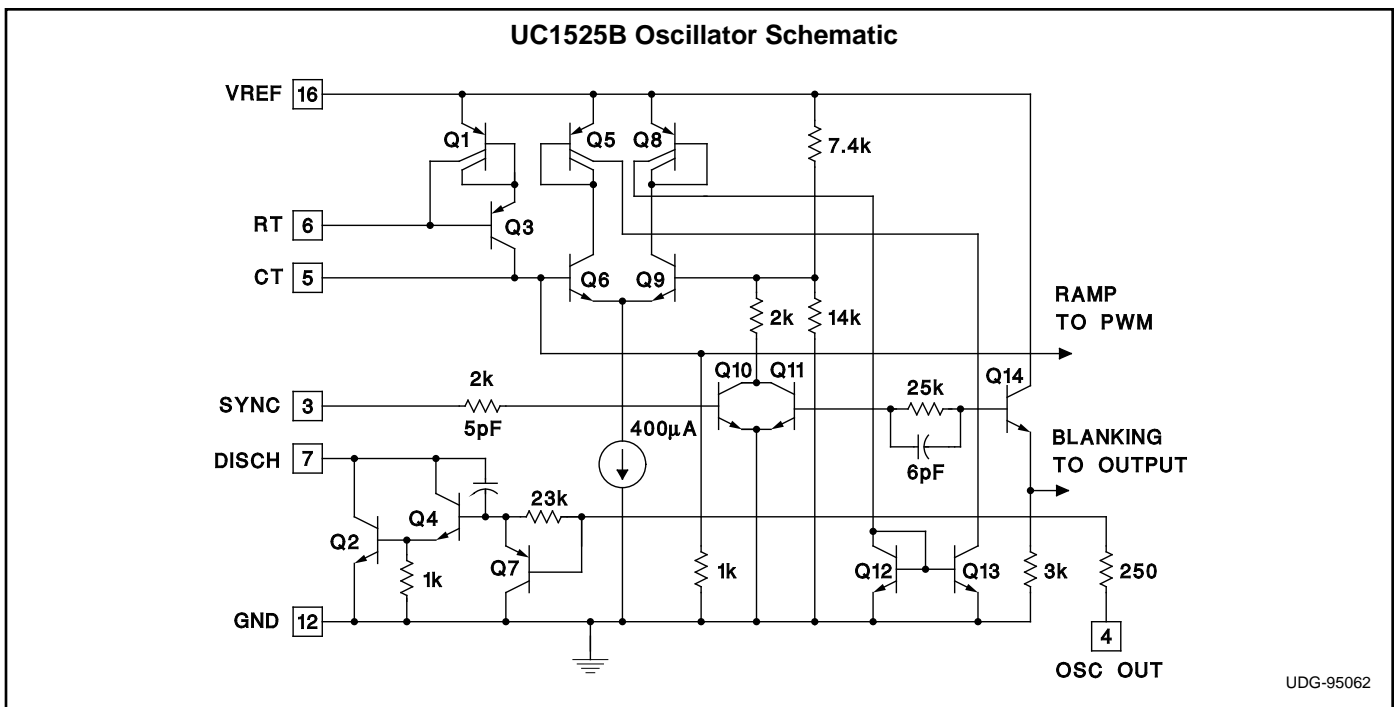 UC1525B Oscillator Schematic
VREF 16
Q1
Q5
Q8
7.4k
RT 6
Q3
CT 5
Q6
Q9
2k
14k
RAMP
TO PWM
Q10
Q11
Q14
2k
25k
SYNC 3
5pF
400µA
6pF
BLANKING
TO OUTPUT
DISCH 7
23k
Q4
Q2
1k
Q7
1k
Q12
Q13
3k
250
GND 12
4
OSC OUT
UDG-95062